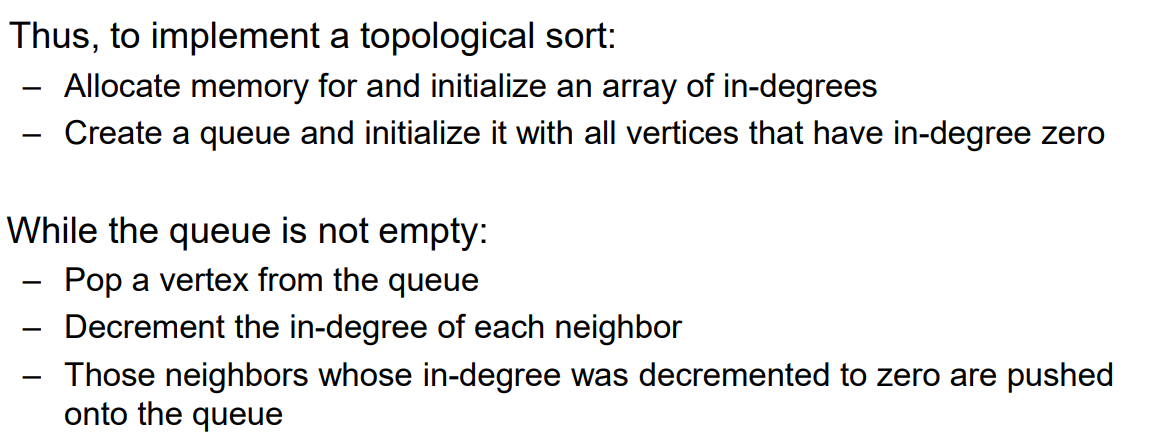 Thus, to implement a topological sort:
– Allocate memory for and initialize an array of in-degrees
– Create a queue and initialize it with all vertices that have in-degree zero
While the queue is not empty:
– Pop a vertex from the queue
– Decrement the in-degree of each neighbor
– Those neighbors whose in-degree was decremented to zero are pushed
onto the queue